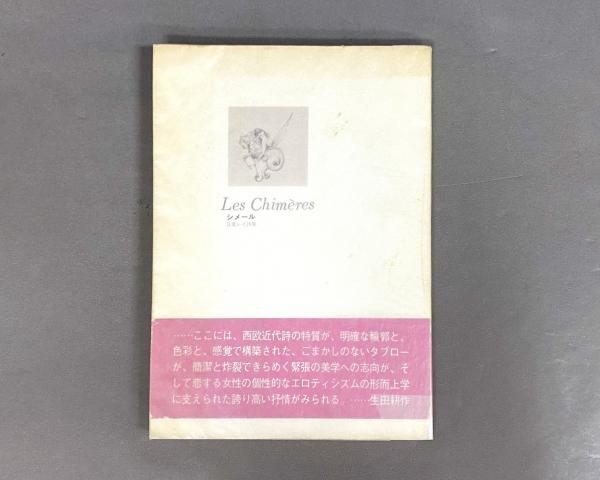 Les Chimères
シメール
……ここには、西欧近代詩の特質が、明確な輪郭と、
色彩と、感覚で構築された、ごまかしのないタブロー
が、簡潔と炸裂できらめく緊張の美学への志向が、そ
して恋する女性の個性的なエロティシズムの形而上学
に支えられた誇り高い抒情がみられる。……生田耕作